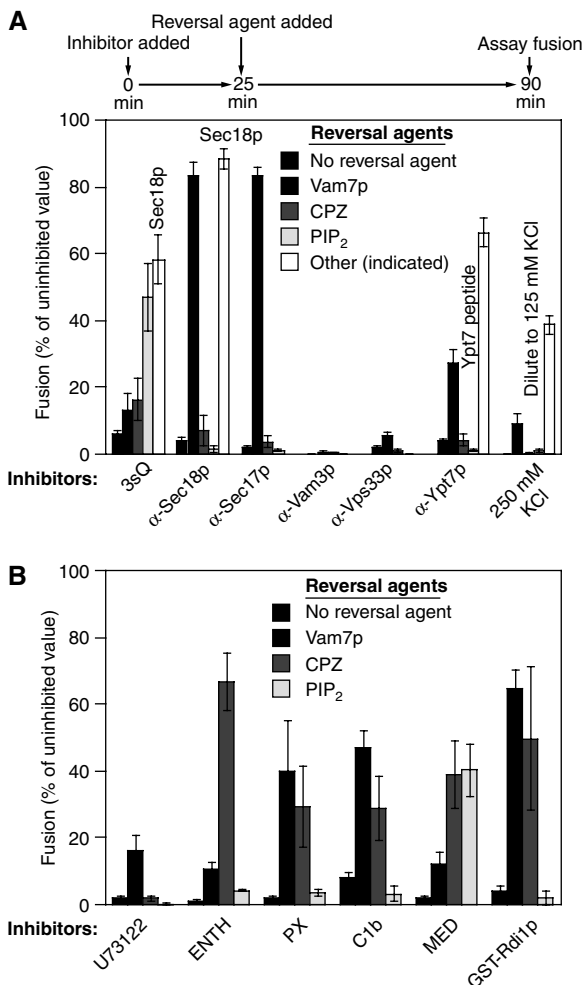 A
Reversal agent added
Inhibitor added
Assay fusion
0
min
25
min
90
min
Fusion (% of uninhibited value)
100
80
60
40
20
0
Reversal agents
No reversal agent
Vam7p
CPZ
PIP2
Other (indicated)
Sec18p
Sec18p
Ypt7 peptide
Dilute to 125 mM KCl
Inhibitors:
3sQ
α-Sec18p
α-Sec17p
α-Vam3p
α-Vps33p
α-Ypt7p
250 mM
KCl
B
Fusion (% of uninhibited value)
100
80
60
40
20
0
Reversal agents
No reversal agent
Vam7p
CPZ
PIP2
Inhibitors:
U73122
ENTH
PX
C1b
MED
GST-Rdi1p